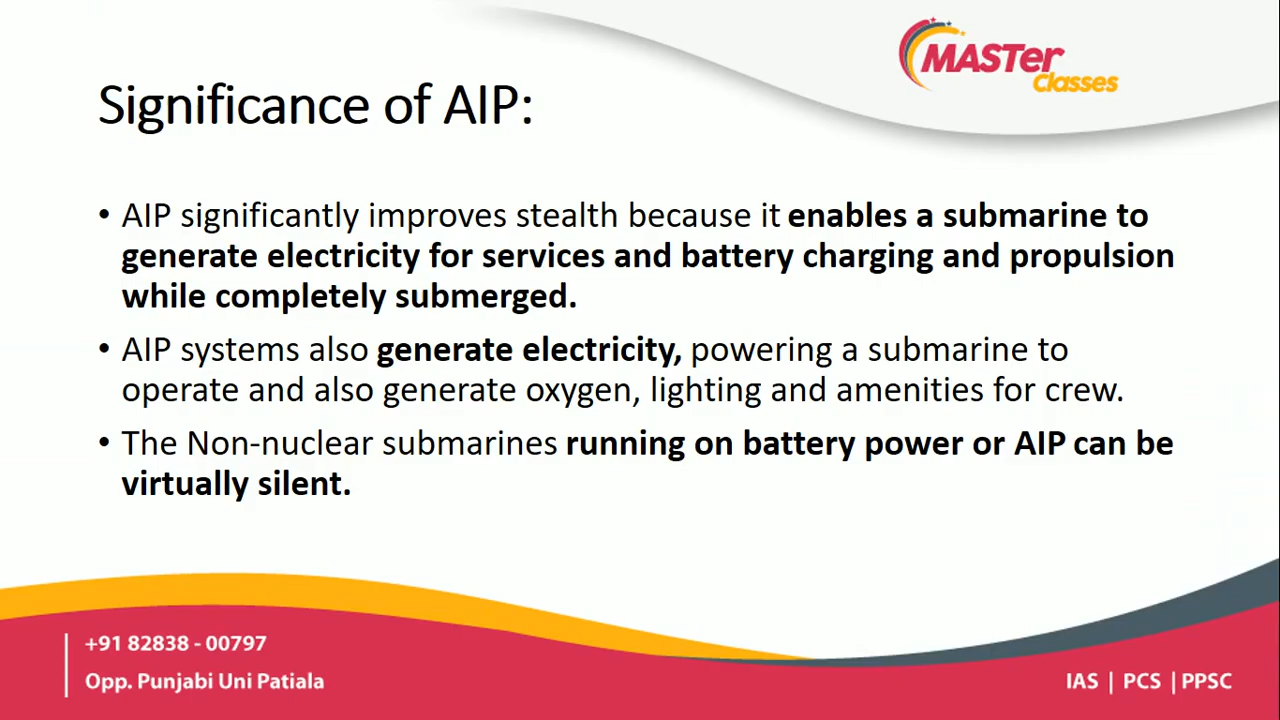 MASTer
Classes
Significance of AIP:
• AIP significantly improves stealth because it enables a submarine to
generate electricity for services and battery charging and propulsion
while completely submerged.
• AIP systems also generate electricity, powering a submarine to
operate and also generate oxygen, lighting and amenities for crew.
• The Non-nuclear submarines running on battery power or AIP can be
virtually silent.
+91 82838 - 00797
Opp. Punjabi Uni Patiala
IAS | PCS | PPSC